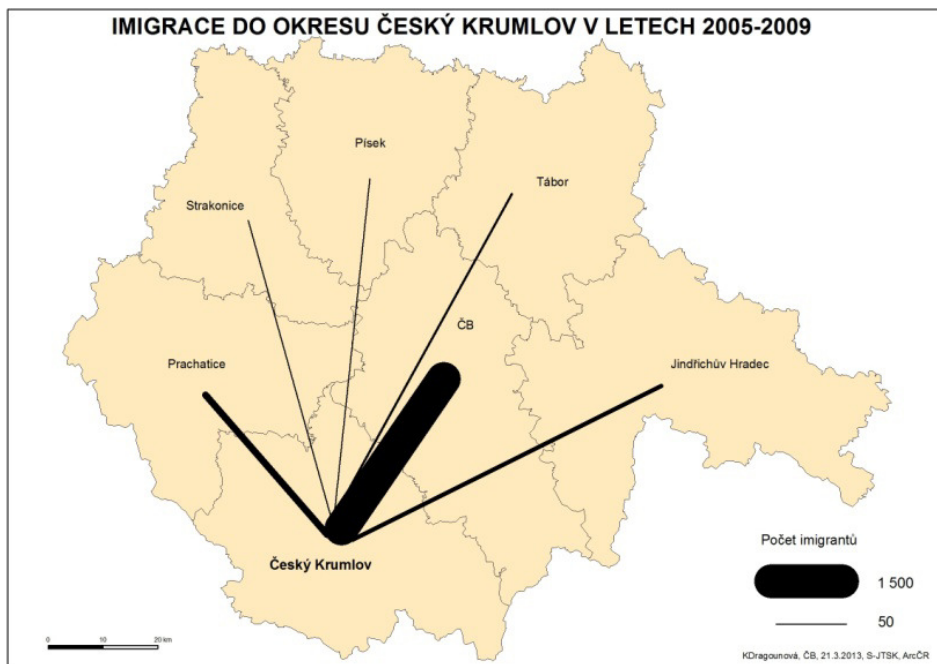 IMIGRACE DO OKRESU ČESKÝ KRUMLOV V LETECH 2005-2009
Písek
Tábor
Strakonice
ČB
Prachatice
Jindřichův Hradec
Český Krumlov
Počet imigrantů
1 500
50
0 10 20 km
KDragounová, ČB, 21.3.2013, S-JTSK, ArcČR